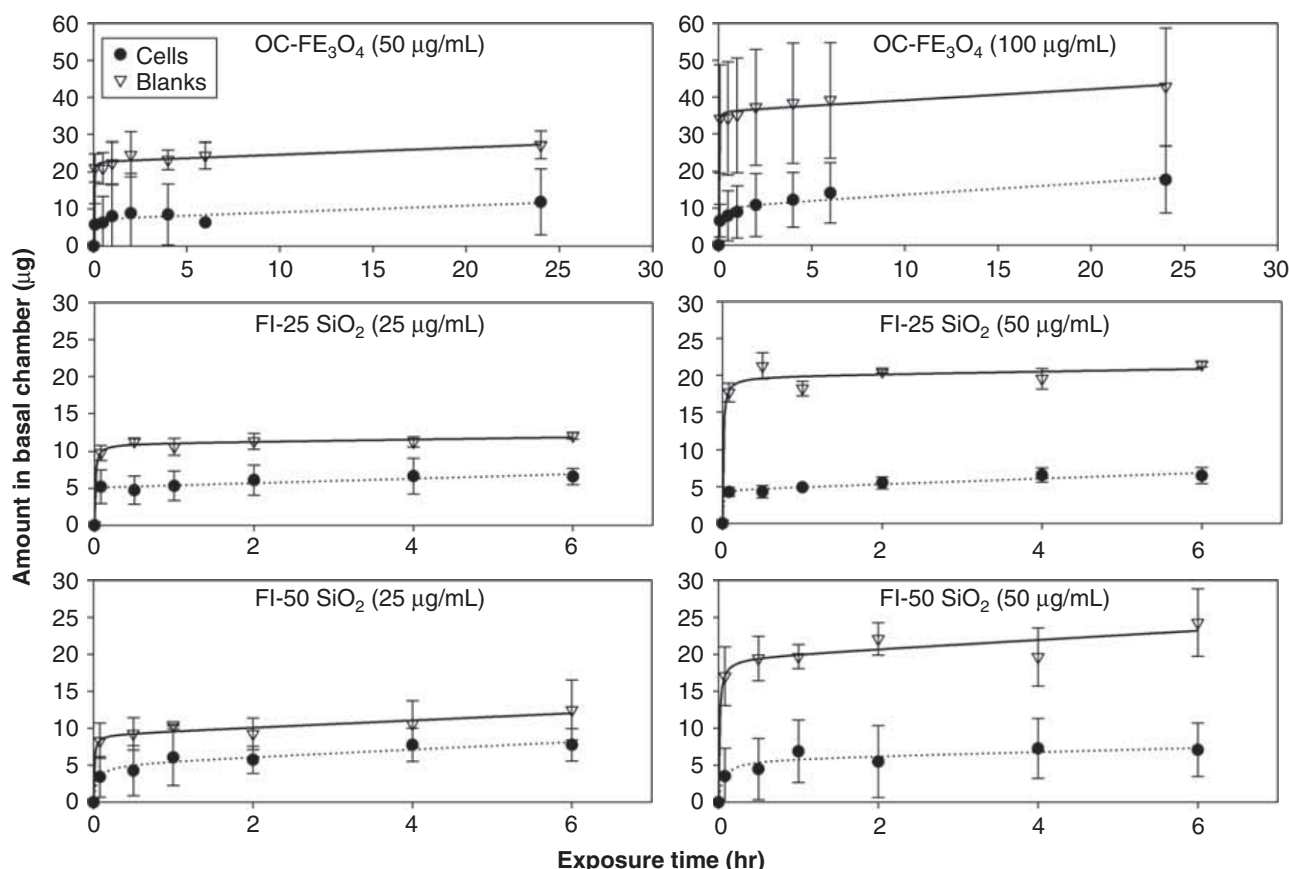 Amount in basal chamber (µg)
OC-FE₃O₄ (50 µg/mL)
Cells
Blanks
60
50
40
30
20
10
0
0 5 10 15 20 25 30
OC-FE₃O₄ (100 µg/mL)
60
50
40
30
20
10
0
0 5 10 15 20 25 30
FI-25 SiO₂ (25 µg/mL)
30
25
20
15
10
5
0
0 2 4 6
FI-25 SiO₂ (50 µg/mL)
30
25
20
15
10
5
0
0 2 4 6
FI-50 SiO₂ (25 µg/mL)
30
25
20
15
10
5
0
0 2 4 6
FI-50 SiO₂ (50 µg/mL)
30
25
20
15
10
5
0
0 2 4 6
Exposure time (hr)